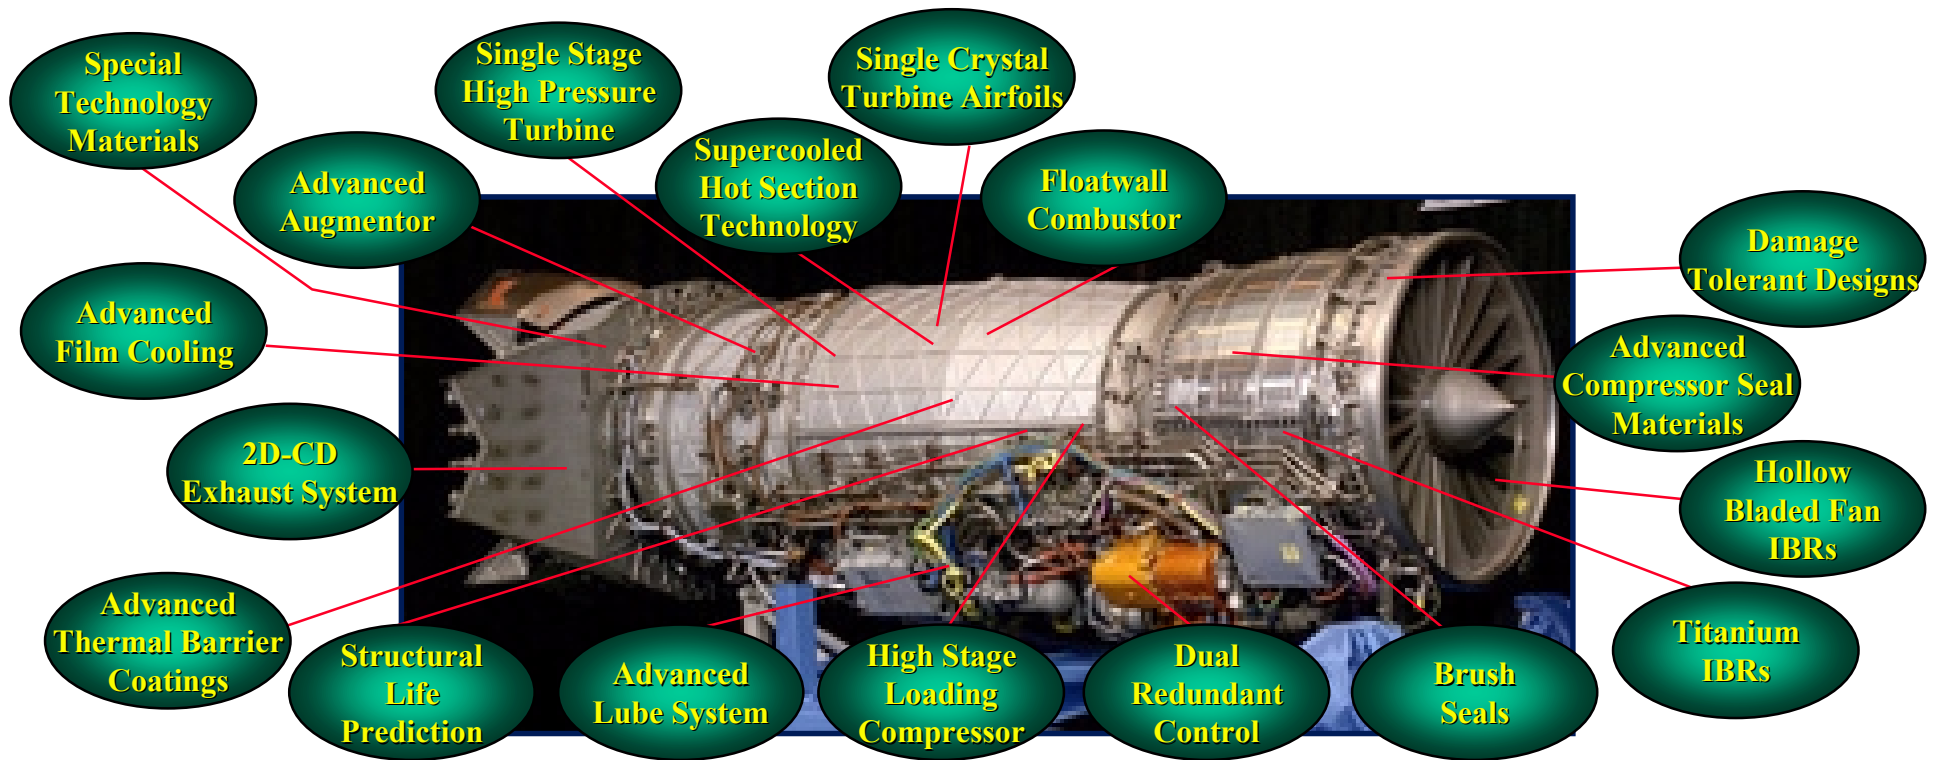 Special
Technology
Materials
Single Stage
High Pressure
Turbine
Single Crystal
Turbine Airfoils
Advanced
Augmentor
Supercooled
Hot Section
Technology
Floatwall
Combustor
Damage
Tolerant Designs
Advanced
Film Cooling
Advanced
Compressor Seal
Materials
2D-CD
Exhaust System
Hollow
Bladed Fan
IBRs
Advanced
Thermal Barrier
Coatings
Structural
Life
Prediction
Advanced
Lube System
High Stage
Loading
Compressor
Dual
Redundant
Control
Brush
Seals
Titanium
IBRs